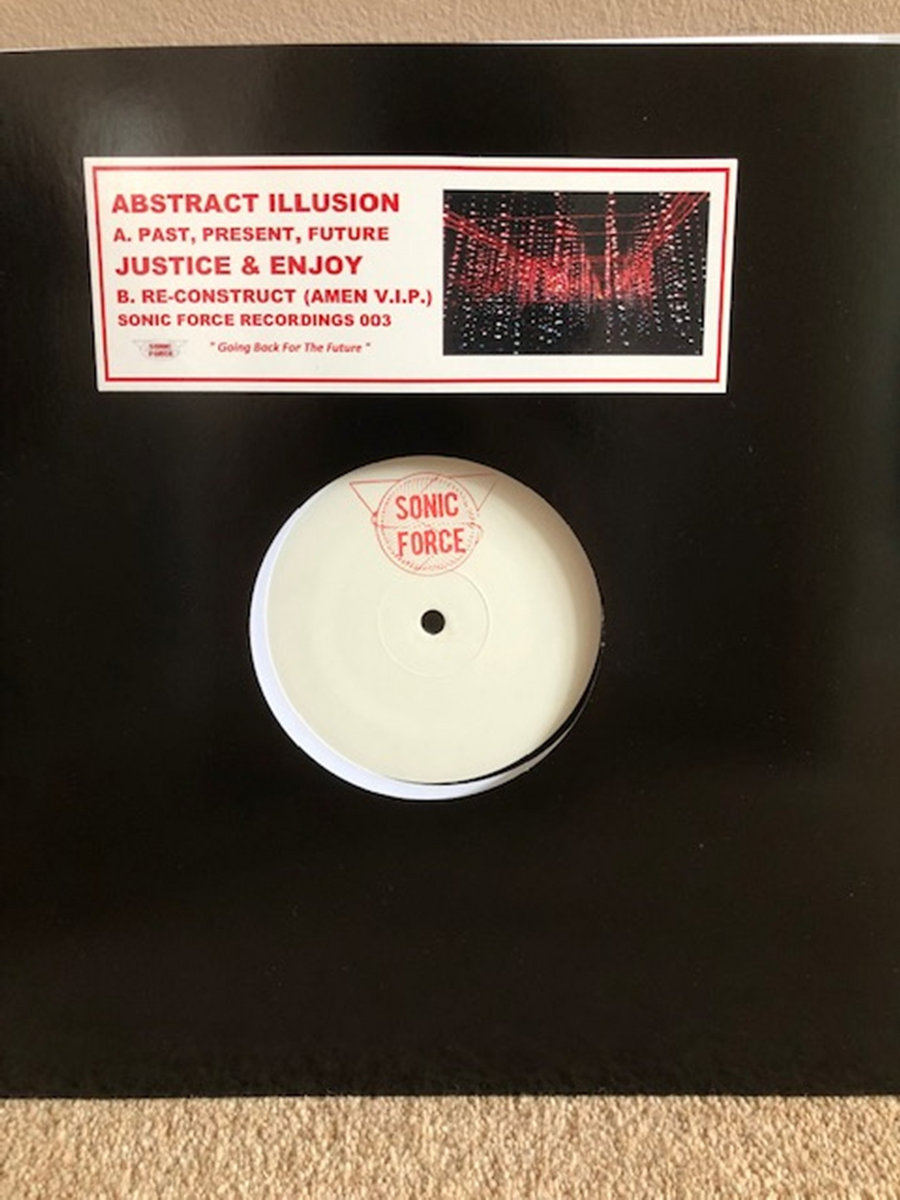 ABSTRACT ILLUSION
A. PAST, PRESENT, FUTURE
JUSTICE & ENJOY
B. RE-CONSTRUCT (AMEN V.I.P.)
SONIC FORCE RECORDINGS 003
SONIC
FORCE
" Going Back For The Future "
SONIC
FORCE